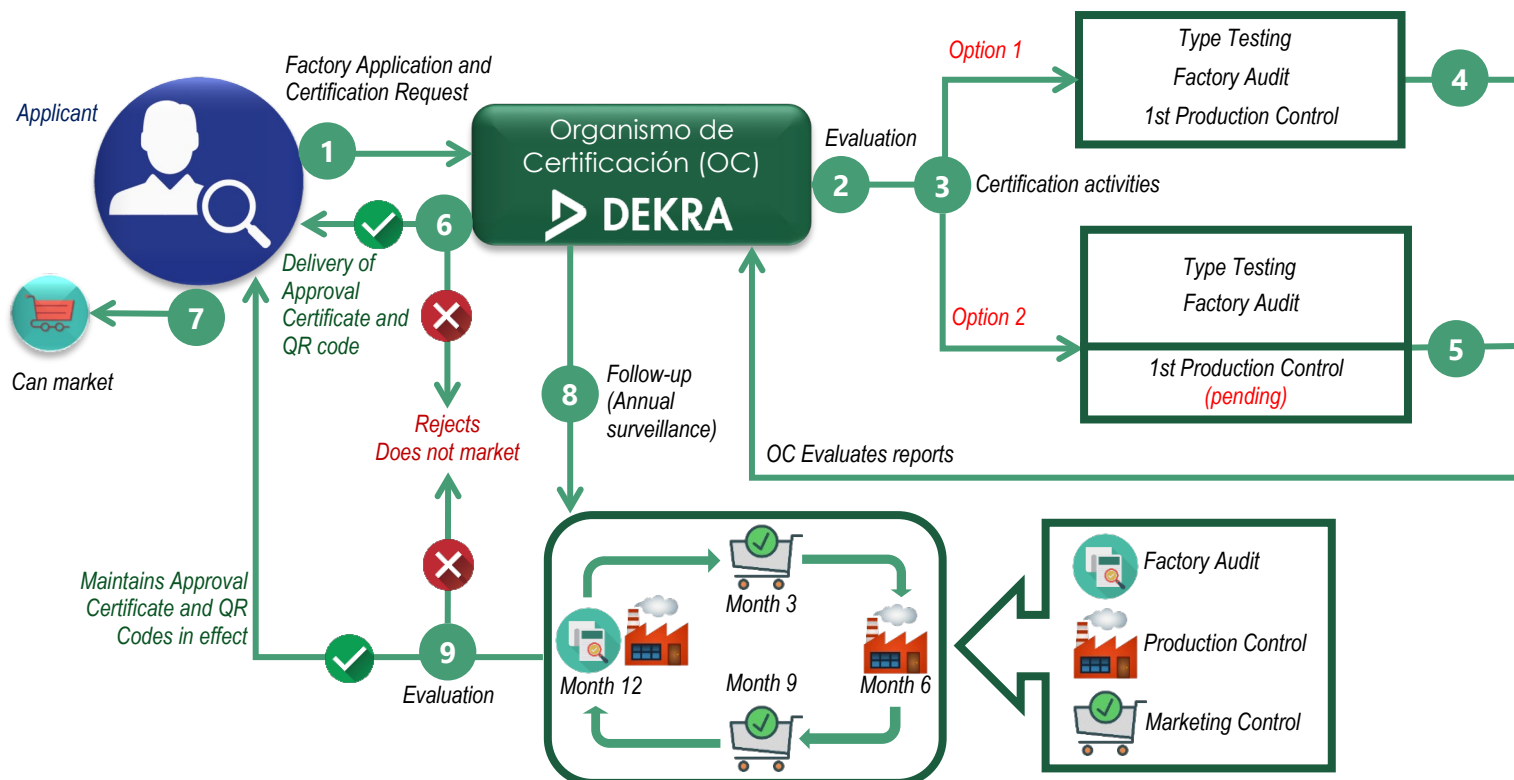 Applicant
Factory Application and
Certification Request
1
Organismo de
Certificación (OC)
DEKRA
2
Evaluation
3
Certification activities
Option 1
Type Testing
Factory Audit
1st Production Control
4
Option 2
Type Testing
Factory Audit
1st Production Control
(pending)
5
OC Evaluates reports
6
Delivery of
Approval
Certificate and
QR code
7
Can market
Rejects
Does not market
8
Follow-up
(Annual
surveillance)
Month 3
Month 6
Month 9
Month 12
Factory Audit
Production Control
Marketing Control
9
Evaluation
Maintains Approval
Certificate and QR
Codes in effect